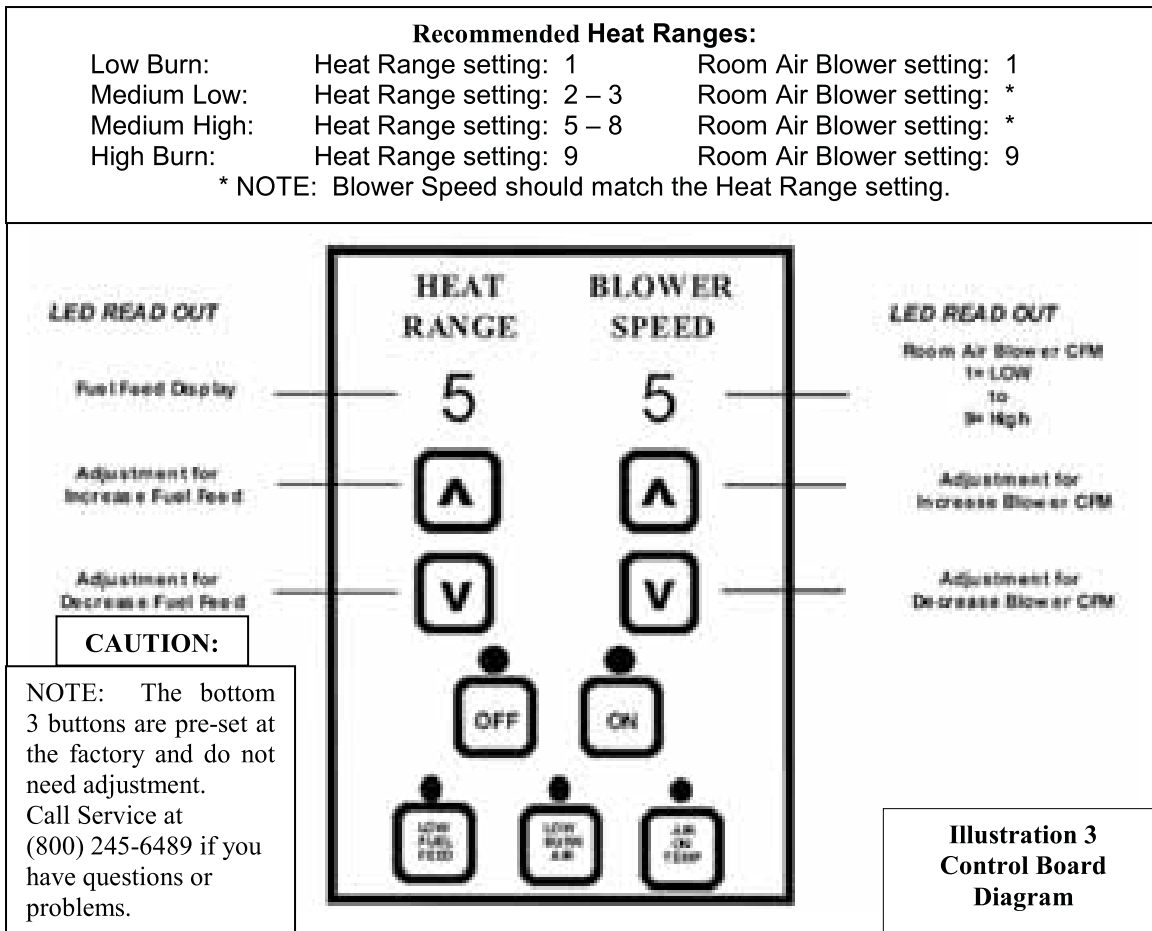 Recommended Heat Ranges:
Low Burn: Heat Range setting: 1 Room Air Blower setting: 1
Medium Low: Heat Range setting: 2 – 3 Room Air Blower setting: *
Medium High: Heat Range setting: 5 – 8 Room Air Blower setting: *
High Burn: Heat Range setting: 9 Room Air Blower setting: 9
* NOTE: Blower Speed should match the Heat Range setting.
LED READ OUT
Fuel Feed Display
Adjustment for
Increase Fuel Feed
Adjustment for
Decrease Fuel Feed
HEAT
RANGE
BLOWER
SPEED
5 5
Λ Λ
V V
OFF ON
LOW
FUEL
FEED
LOW
BURN
AIR
AIR
ON
TEMP
LED READ OUT
Room Air Blower CFM
1= LOW
to
9= High
Adjustment for
Increase Blower CFM
Adjustment for
Decrease Blower CFM
CAUTION:
NOTE: The bottom
3 buttons are pre-set at
the factory and do not
need adjustment.
Call Service at
(800) 245-6489 if you
have questions or
problems.
Illustration 3
Control Board
Diagram